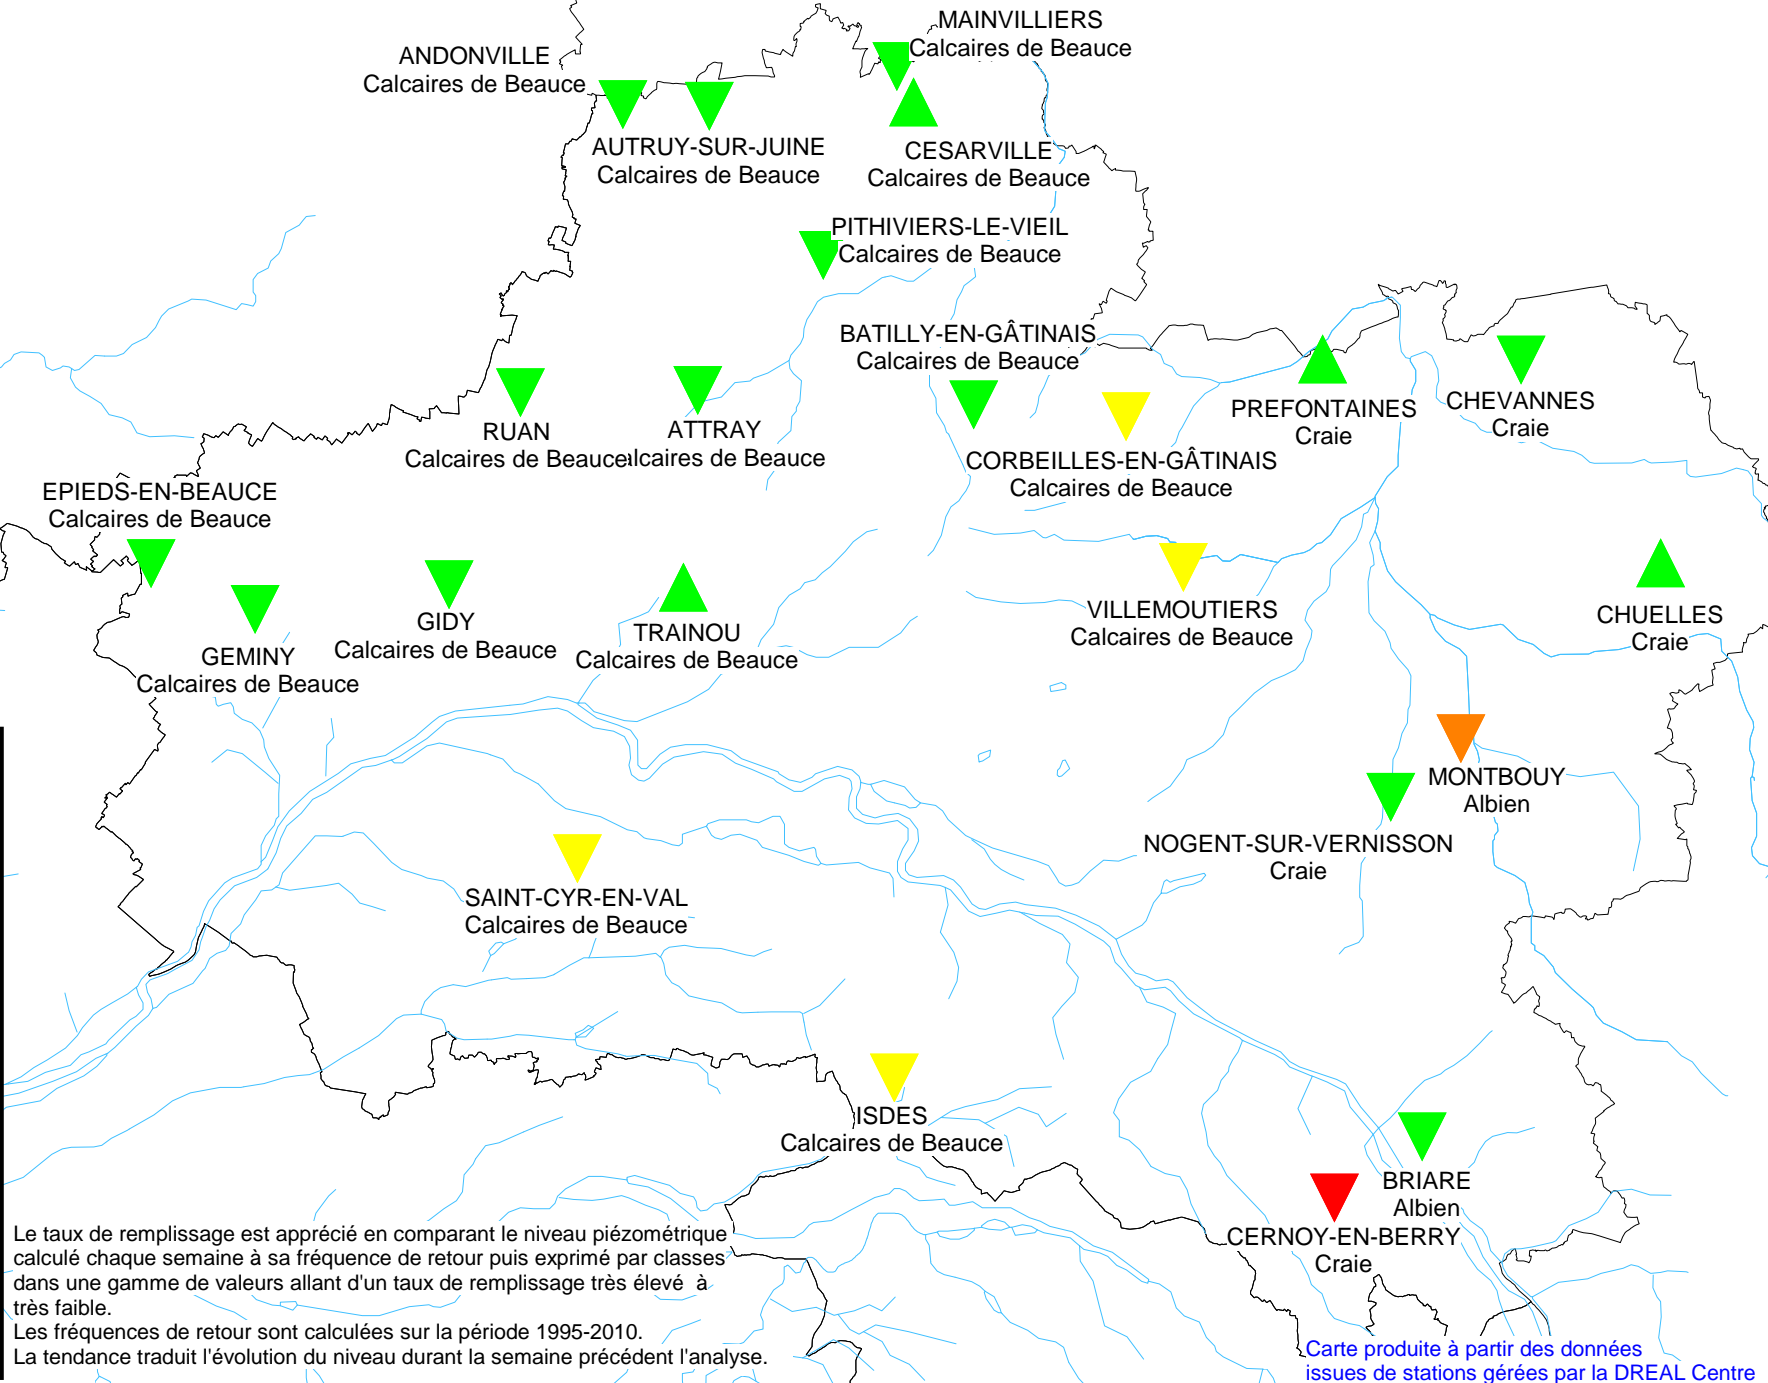 MAINVILLIERS
Calcaires de Beauce
ANDONVILLE
Calcaires de Beauce
AUTRUY-SUR-JUINE
Calcaires de Beauce
CESARVILLE
Calcaires de Beauce
PITHIVIERS-LE-VIEIL
Calcaires de Beauce
BATILLY-EN-GÂTINAIS
Calcaires de Beauce
PREFONTAINES
Craie
CHEVANNES
Craie
RUAN
Calcaires de Beauce
ATTRAY
alcaires de Beauce
CORBEILLES-EN-GÂTINAIS
Calcaires de Beauce
EPIEDS-EN-BEAUCE
Calcaires de Beauce
GEMINY
Calcaires de Beauce
GIDY
Calcaires de Beauce
TRAINOU
Calcaires de Beauce
VILLEMOUTIERS
Calcaires de Beauce
CHUELLES
Craie
MONTBOUY
Albien
NOGENT-SUR-VERNISSON
Craie
SAINT-CYR-EN-VAL
Calcaires de Beauce
ISDES
Calcaires de Beauce
BRIARE
Albien
CERNOY-EN-BERRY
Craie
Le taux de remplissage est apprécié en comparant le niveau piézométrique
calculé chaque semaine à sa fréquence de retour puis exprimé par classes
dans une gamme de valeurs allant d'un taux de remplissage très élevé à
très faible.
Les fréquences de retour sont calculées sur la période 1995-2010.
La tendance traduit l'évolution du niveau durant la semaine précédent l'analyse.
Carte produite à partir des données
issues de stations gérées par la DREAL Centre